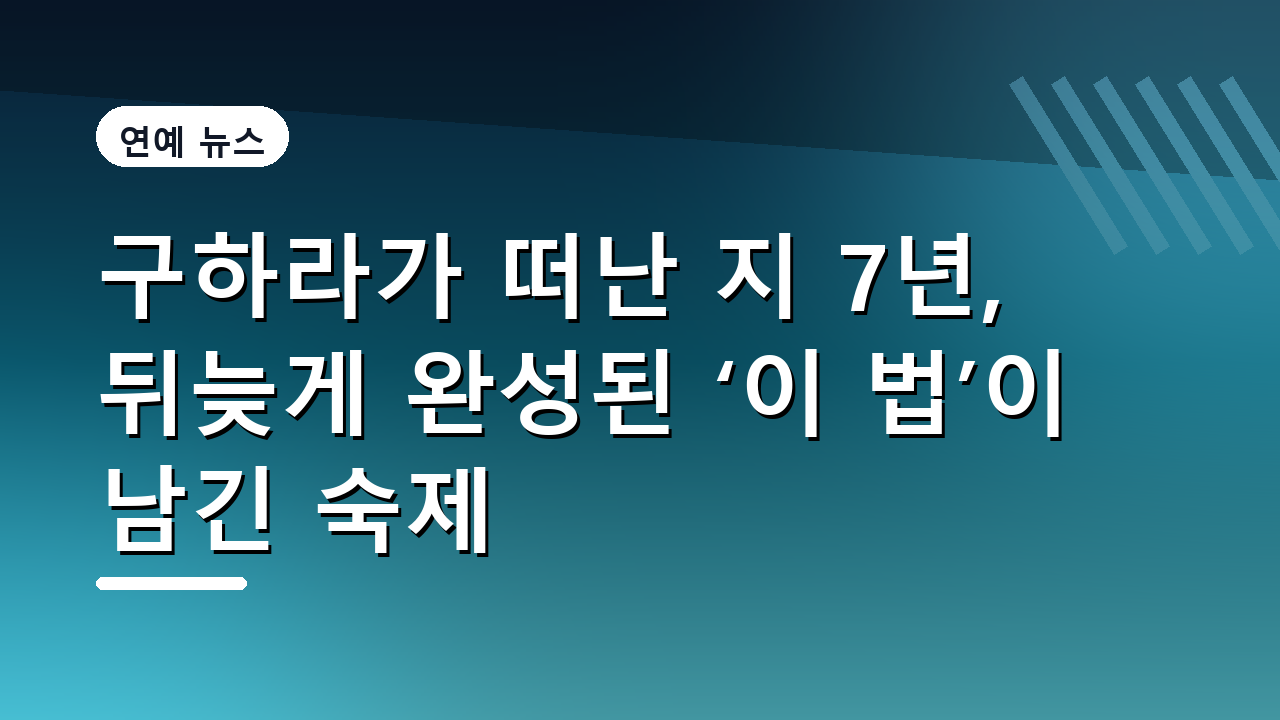 연예 뉴스
구하라가 떠난 지 7년,
뒤늦게 완성된 ‘이 법’이
남긴 숙제